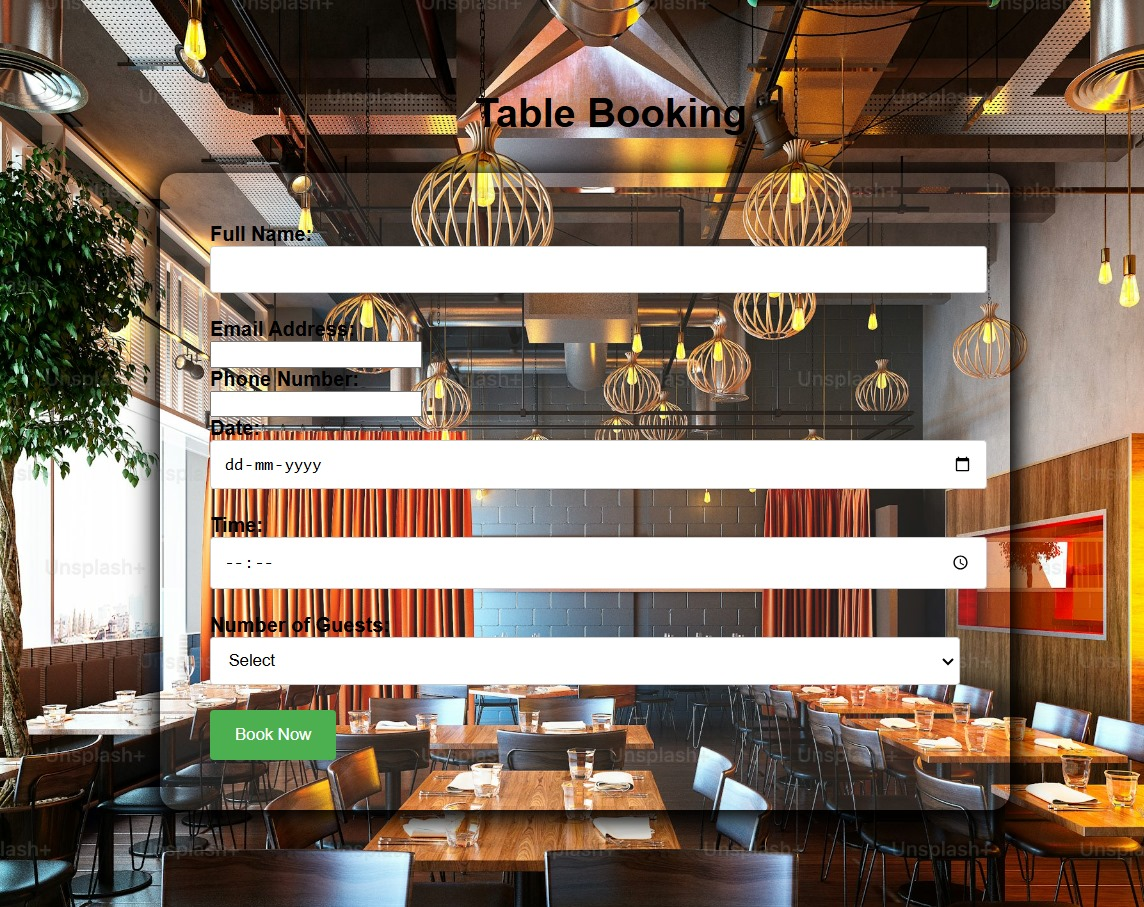 Table Booking
Full Name:
Email Address:
Phone Number:
Date:
dd-mm-yyyy
Time:
--:--
Number of Guests:
Select
Book Now
Unsplash+